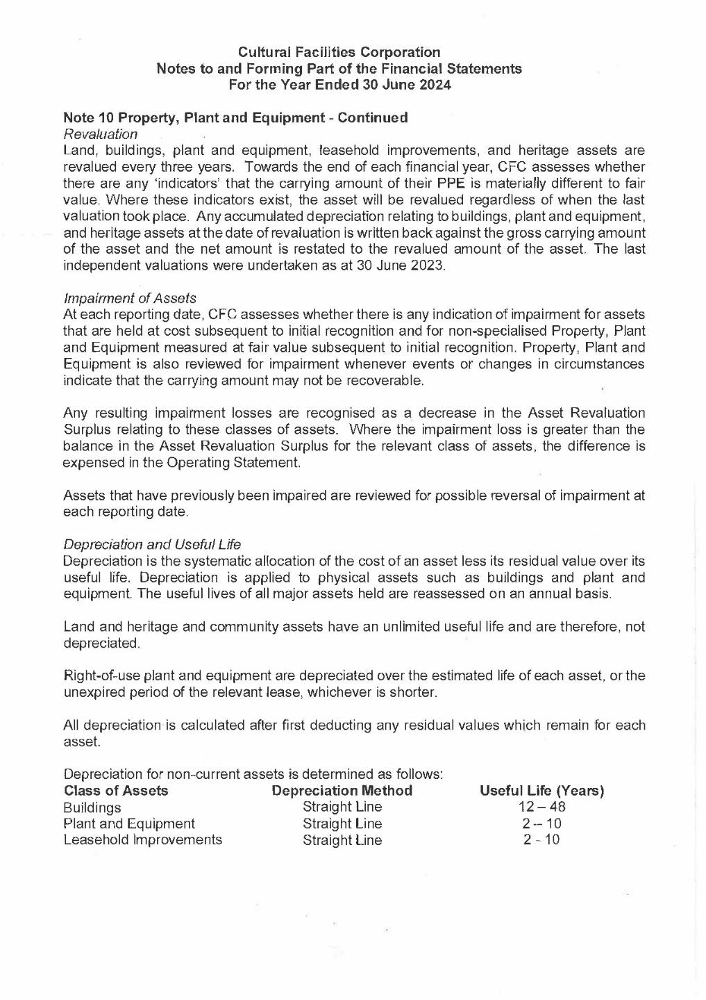 Cultural Facilities Corporation
Notes to and Forming Part of the Financial Statements
For the Year Ended 30 June 2024
Note 10 Property, Plant and Equipment - Continued
Revaluation
Land, buildings, plant and equipment, leasehold improvements, and heritage assets are
revalued every three years. Towards the end of each financial year, CFC assesses whether
there are any ‘indicators’ that the carrying amount of their PPE is materially different to fair
value. Where these indicators exist, the asset will be revalued regardless of when the last
valuation took place. Any accumulated depreciation relating to buildings, plant and equipment,
and heritage assets at the date of revaluation is written back against the gross carrying amount
of the asset and the net amount is restated to the revalued amount of the asset. The last
independent valuations were undertaken as at 30 June 2023.
Impairment of Assets
At each reporting date, CFC assesses whether there is any indication of impairment for assets
that are held at cost subsequent to initial recognition and for non-specialised Property, Plant
and Equipment measured at fair value subsequent to initial recognition. Property, Plant and
Equipment is also reviewed for impairment whenever events or changes in circumstances
indicate that the carrying amount may not be recoverable.
Any resulting impairment losses are recognised as a decrease in the Asset Revaluation
Surplus relating to these classes of assets. Where the impairment loss is greater than the
balance in the Asset Revaluation Surplus for the relevant class of assets, the difference is
expensed in the Operating Statement.
Assets that have previously been impaired are reviewed for possible reversal of impairment at
each reporting date.
Depreciation and Useful Life
Depreciation is the systematic allocation of the cost of an asset less its residual value over its
useful life. Depreciation is applied to physical assets such as buildings and plant and
equipment. The useful lives of all major assets held are reassessed on an annual basis.
Land and heritage and community assets have an unlimited useful life and are therefore, not
depreciated.
Right-of-use plant and equipment are depreciated over the estimated life of each asset, or the
unexpired period of the relevant lease, whichever is shorter.
All depreciation is calculated after first deducting any residual values which remain for each
asset.
Depreciation for non-current assets is determined as follows:
Class of Assets Depreciation Method Useful Life (Years)
Buildings Straight Line 12 – 48
Plant and Equipment Straight Line 2 – 10
Leasehold Improvements Straight Line 2 - 10